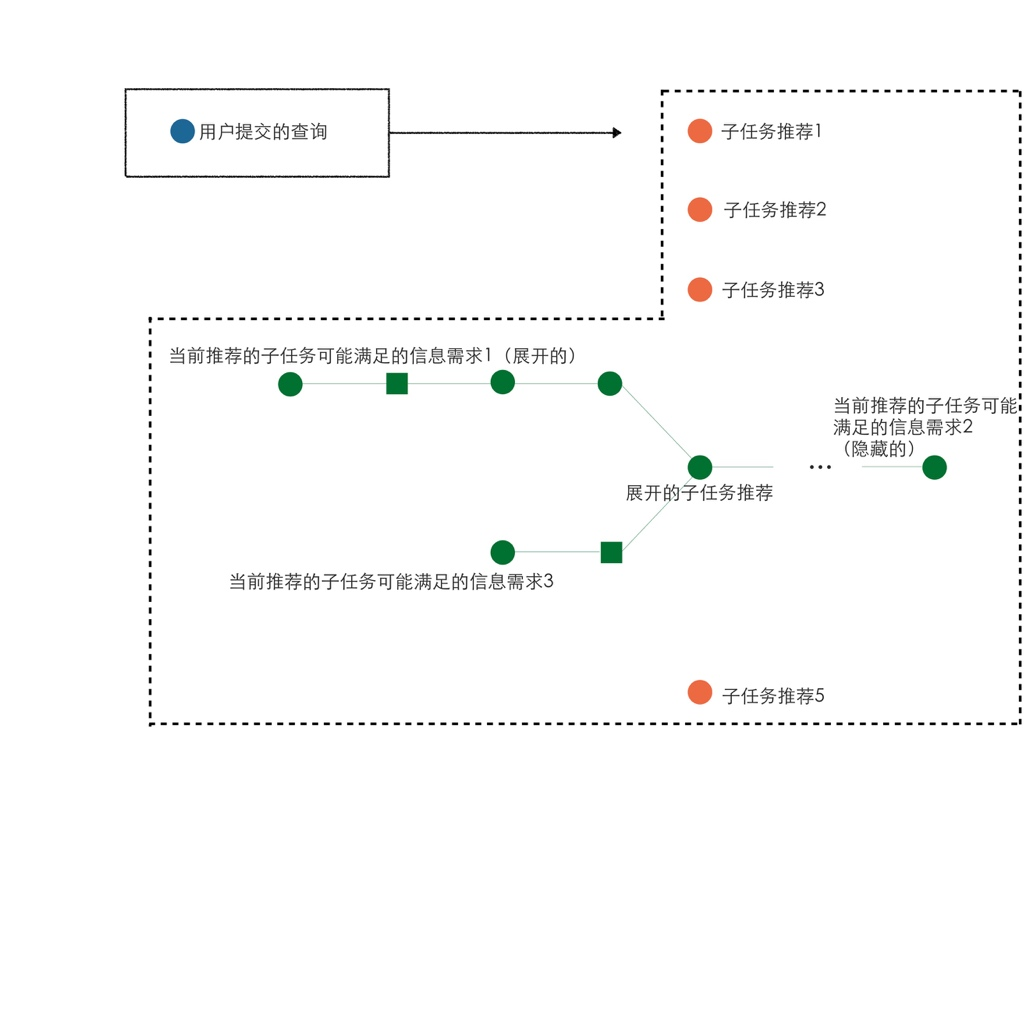 用户提交的查询
子任务推荐1
子任务推荐2
子任务推荐3
当前推荐的子任务可能满足的信息需求1（展开的）
当前推荐的子任务可能
满足的信息需求2
（隐藏的）
...
展开的子任务推荐
当前推荐的子任务可能满足的信息需求3
子任务推荐5